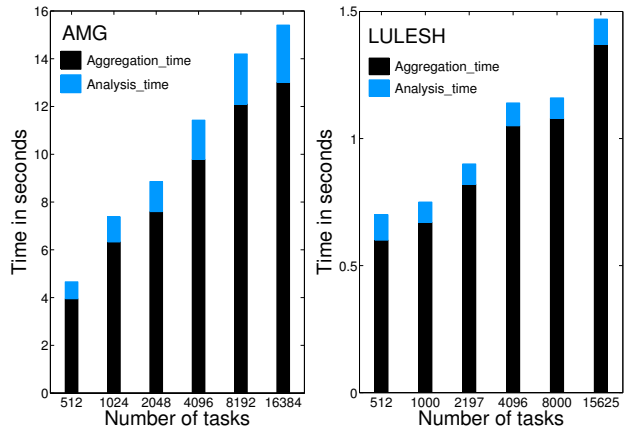 AMG
Aggregation_time
Analysis_time
Time in seconds
16
14
12
10
8
6
4
2
0
512 1024 2048 4096 8192 16384
Number of tasks
LULESH
Aggregation_time
Analysis_time
Time in seconds
1.5
1
0.5
0
512 1000 2197 4096 8000 15625
Number of tasks